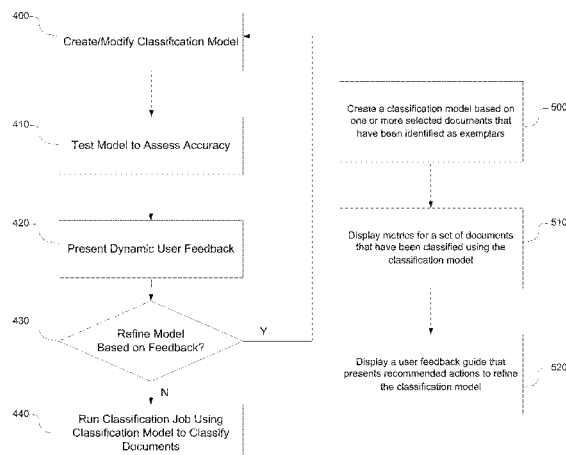 400
Create/Modify Classification Model
410
Test Model to Assess Accuracy
420
Present Dynamic User Feedback
430
Refine Model
Based on Feedback?
Y
N
440
Run Classification Job Using
Classification Model to Classify
Documents
500
Create a classification model based on
one or more selected documents that
have been identified as exemplars
510
Display metrics for a set of documents
that have been classified using the
classification model
520
Display a user feedback guide that
presents recommended actions to refine
the classification model